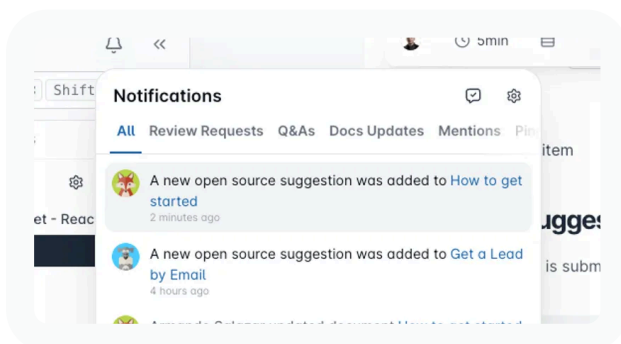 5min
Shift
Notifications
All Review Requests Q&As Docs Updates Mentions
item
A new open source suggestion was added to How to get
started
2 minutes ago
et - Reac
A new open source suggestion was added to Get a Lead
by Email
is subm
4 hours ago